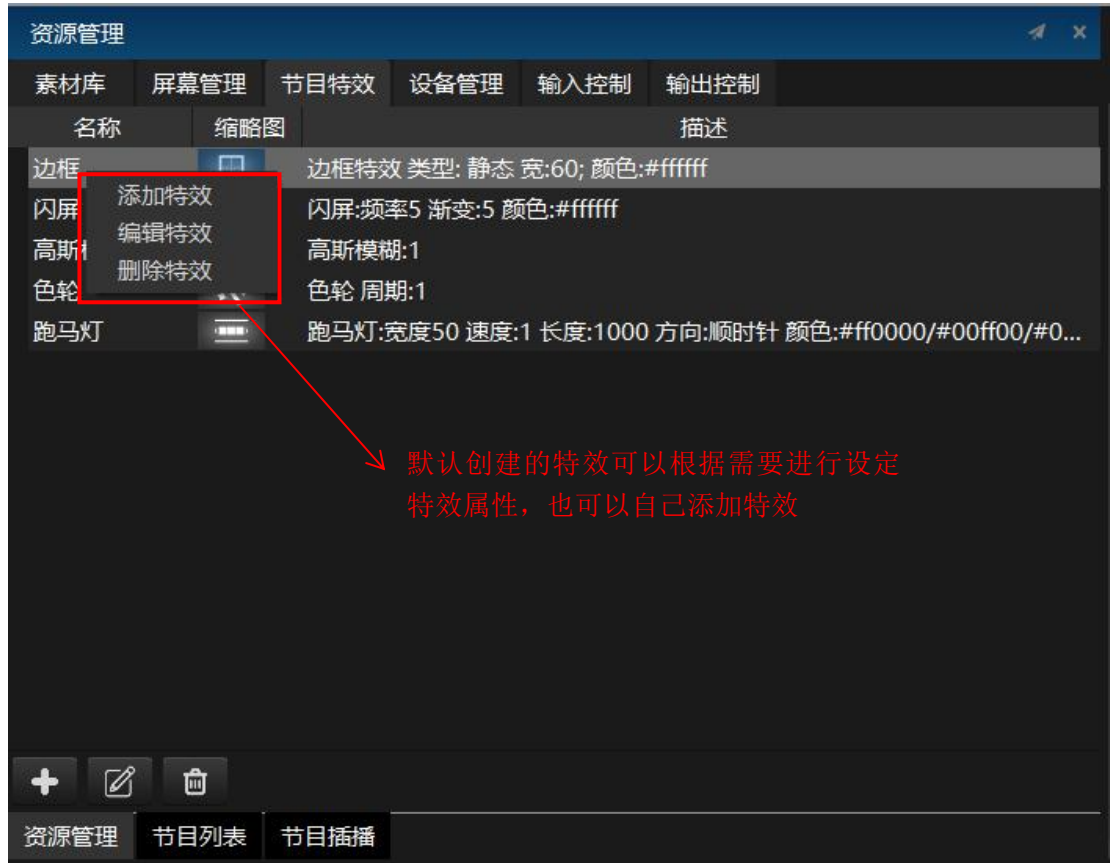 资源管理
素材库 屏幕管理 节目特效 设备管理 输入控制 输出控制
名称 缩略图 描述
边框 边框特效 类型: 静态 宽:60; 颜色:#ffffff
添加特效
闪屏 闪屏:频率5 渐变:5 颜色:#ffffff
编辑特效
高斯 高斯模糊:1
删除特效
色轮 色轮 周期:1
跑马灯 跑马灯:宽度50 速度:1 长度:1000 方向:顺时针 颜色:#ff0000/#00ff00/#0...
默认创建的特效可以根据需要进行设定
特效属性，也可以自己添加特效
资源管理 节目列表 节目插播